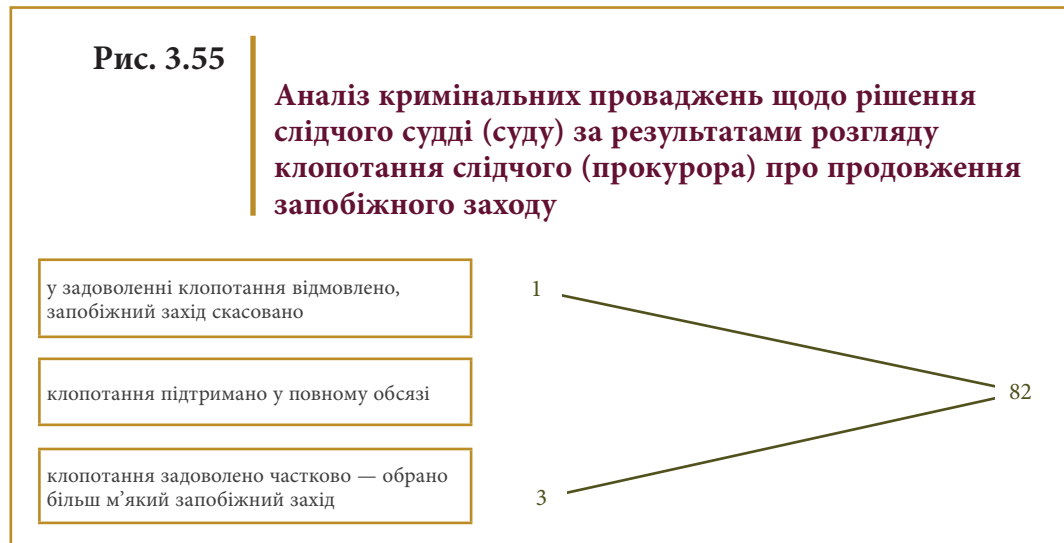 Рис. 3.55
Аналіз кримінальних проваджень щодо рішення
слідчого судді (суду) за результатами розгляду
клопотання слідчого (прокурора) про продовження
запобіжного заходу
у задоволенні клопотання відмовлено,
запобіжний захід скасовано
1
клопотання підтримано у повному обсязі
82
клопотання задоволено частково — обрано
більш м’який запобіжний захід
3